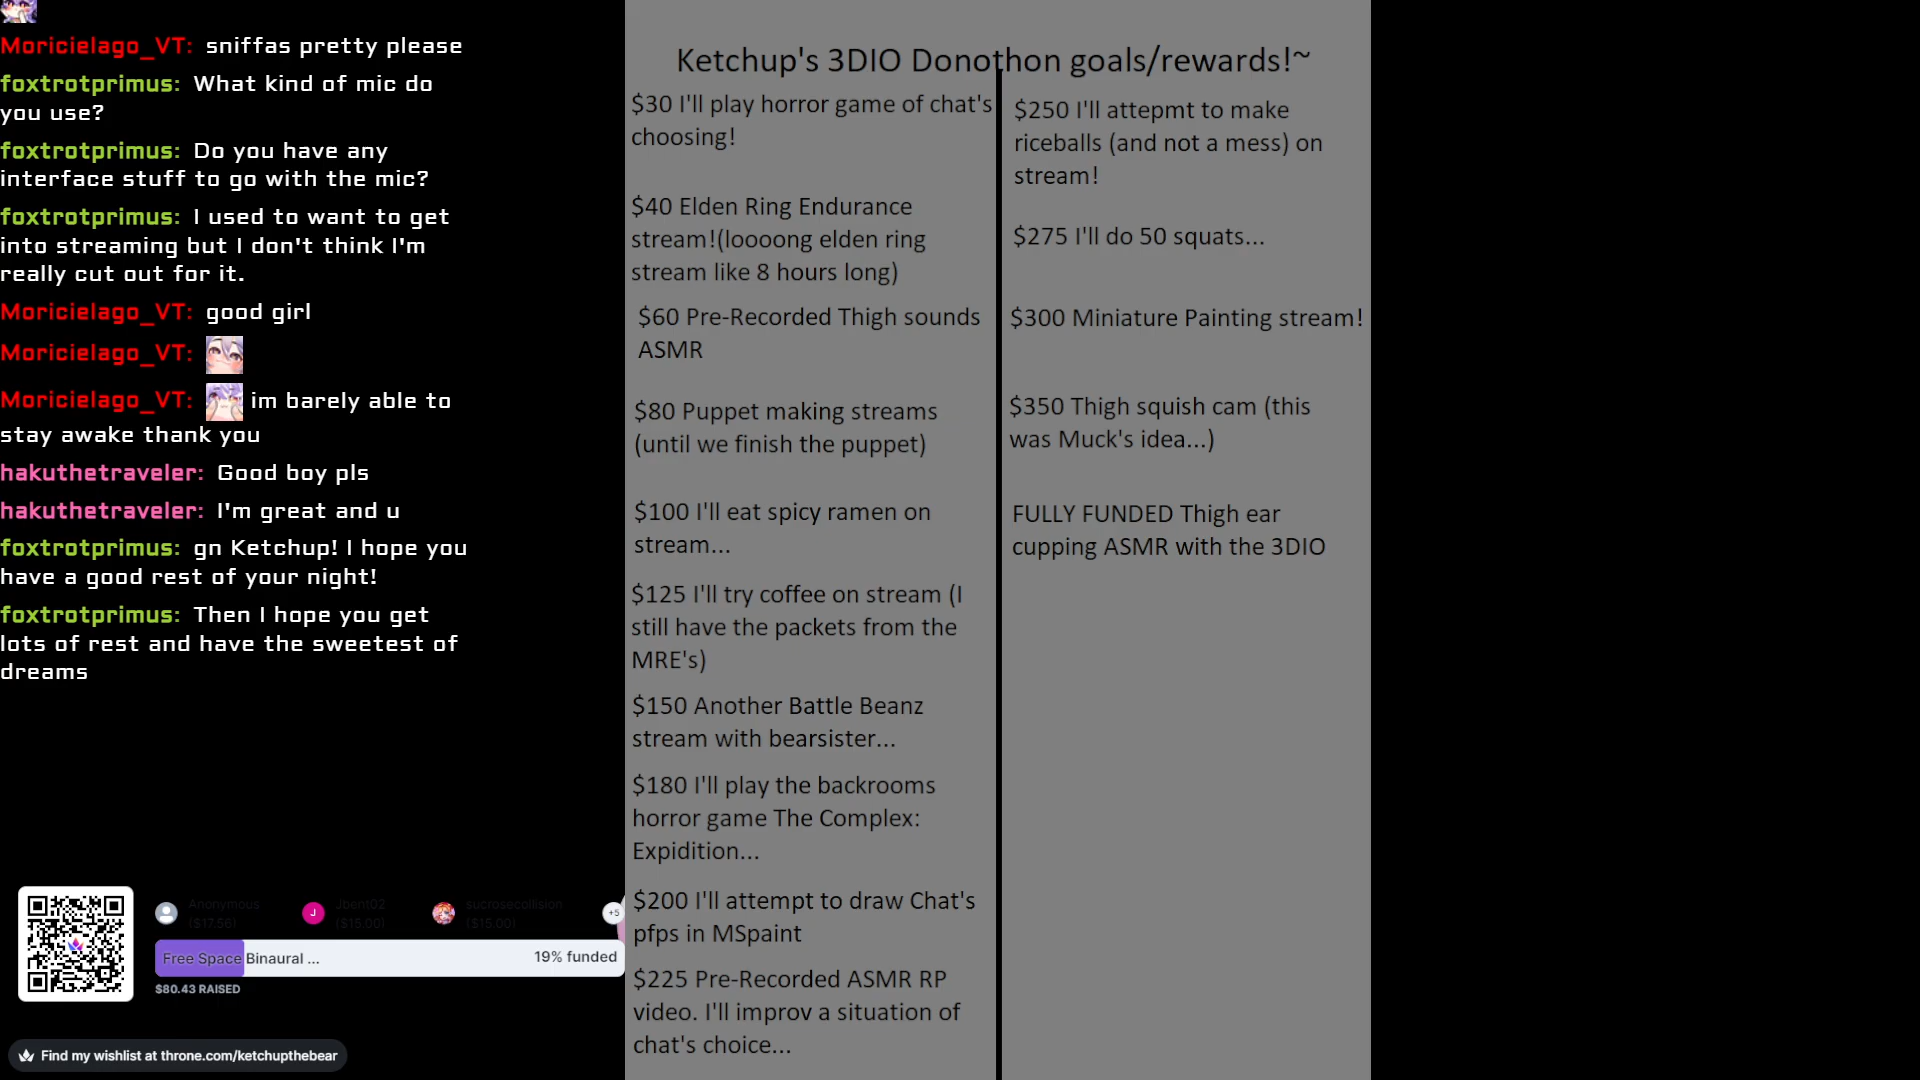 Moricielago_VT: sniffas pretty please
foxtrotprimus: What kind of mic do
you use?
foxtrotprimus: Do you have any
interface stuff to go with the mic?
foxtrotprimus: I used to want to get
into streaming but I don't think I'm
really cut out for it.
Moricielago_VT: good girl
Moricielago_VT:
Moricielago_VT: im barely able to
stay awake thank you
hakuthetraveler: Good boy pls
hakuthetraveler: I'm great and u
foxtrotprimus: gn Ketchup! I hope you
have a good rest of your night!
foxtrotprimus: Then I hope you get
lots of rest and have the sweetest of
dreams
Anonymous
($17.56)
J
Jbent02
($15.00)
sucrosecollision
($15.00)
+5
Free Space Binaural ...
19% funded
$80.43 RAISED
Find my wishlist at throne.com/ketchupthebear
Ketchup's 3DIO Donothon goals/rewards!~
$30 I'll play horror game of chat's
choosing!
$40 Elden Ring Endurance
stream!(loooong elden ring
stream like 8 hours long)
$60 Pre-Recorded Thigh sounds
ASMR
$80 Puppet making streams
(until we finish the puppet)
$100 I'll eat spicy ramen on
stream...
$125 I'll try coffee on stream (I
still have the packets from the
MRE's)
$150 Another Battle Beanz
stream with bearsister...
$180 I'll play the backrooms
horror game The Complex:
Expidition...
$200 I'll attempt to draw Chat's
pfps in MSpaint
$225 Pre-Recorded ASMR RP
video. I'll improv a situation of
chat's choice...
$250 I'll attepmt to make
riceballs (and not a mess) on
stream!
$275 I'll do 50 squats...
$300 Miniature Painting stream!
$350 Thigh squish cam (this
was Muck's idea...)
FULLY FUNDED Thigh ear
cupping ASMR with the 3DIO